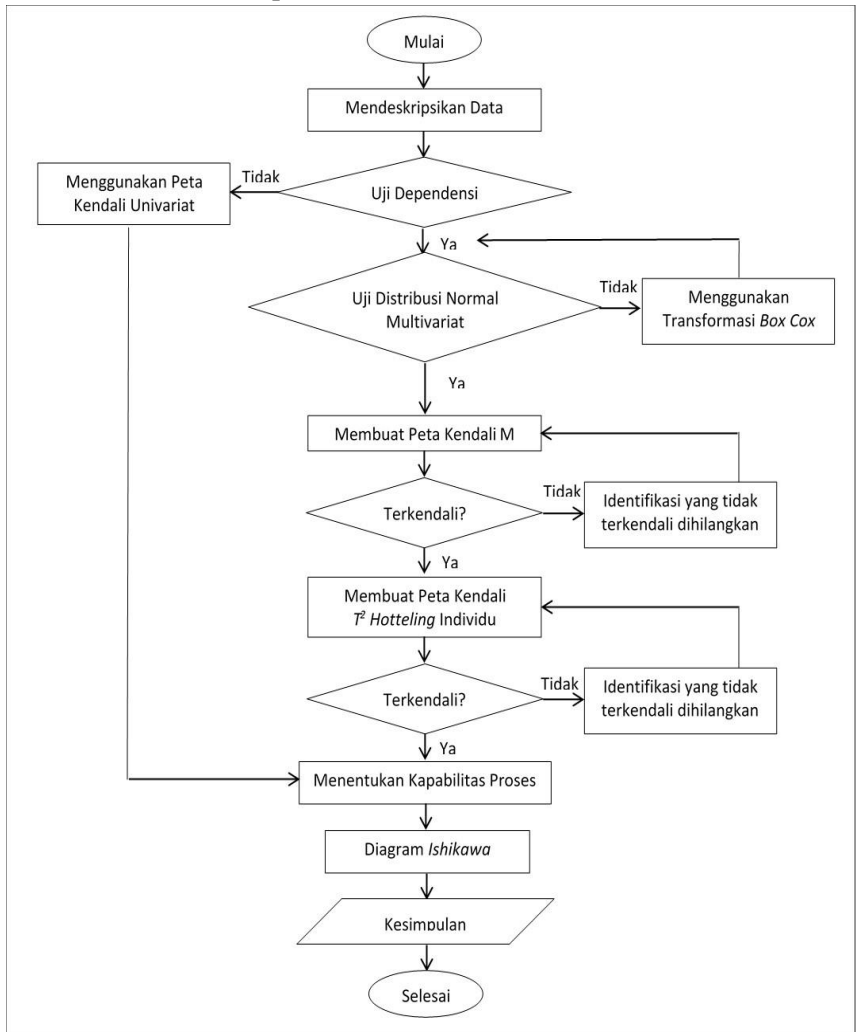 Mulai
Mendeskripsikan Data
Menggunakan Peta
Kendali Univariat
Tidak
Uji Dependensi
Ya
Uji Distribusi Normal
Multivariat
Tidak
Menggunakan
Transformasi Box Cox
Ya
Membuat Peta Kendali M
Terkendali?
Tidak
Identifikasi yang tidak
terkendali dihilangkan
Ya
Membuat Peta Kendali
T² Hotteling Individu
Terkendali?
Tidak
Identifikasi yang tidak
terkendali dihilangkan
Ya
Menentukan Kapabilitas Proses
Diagram Ishikawa
Kesimpulan
Selesai